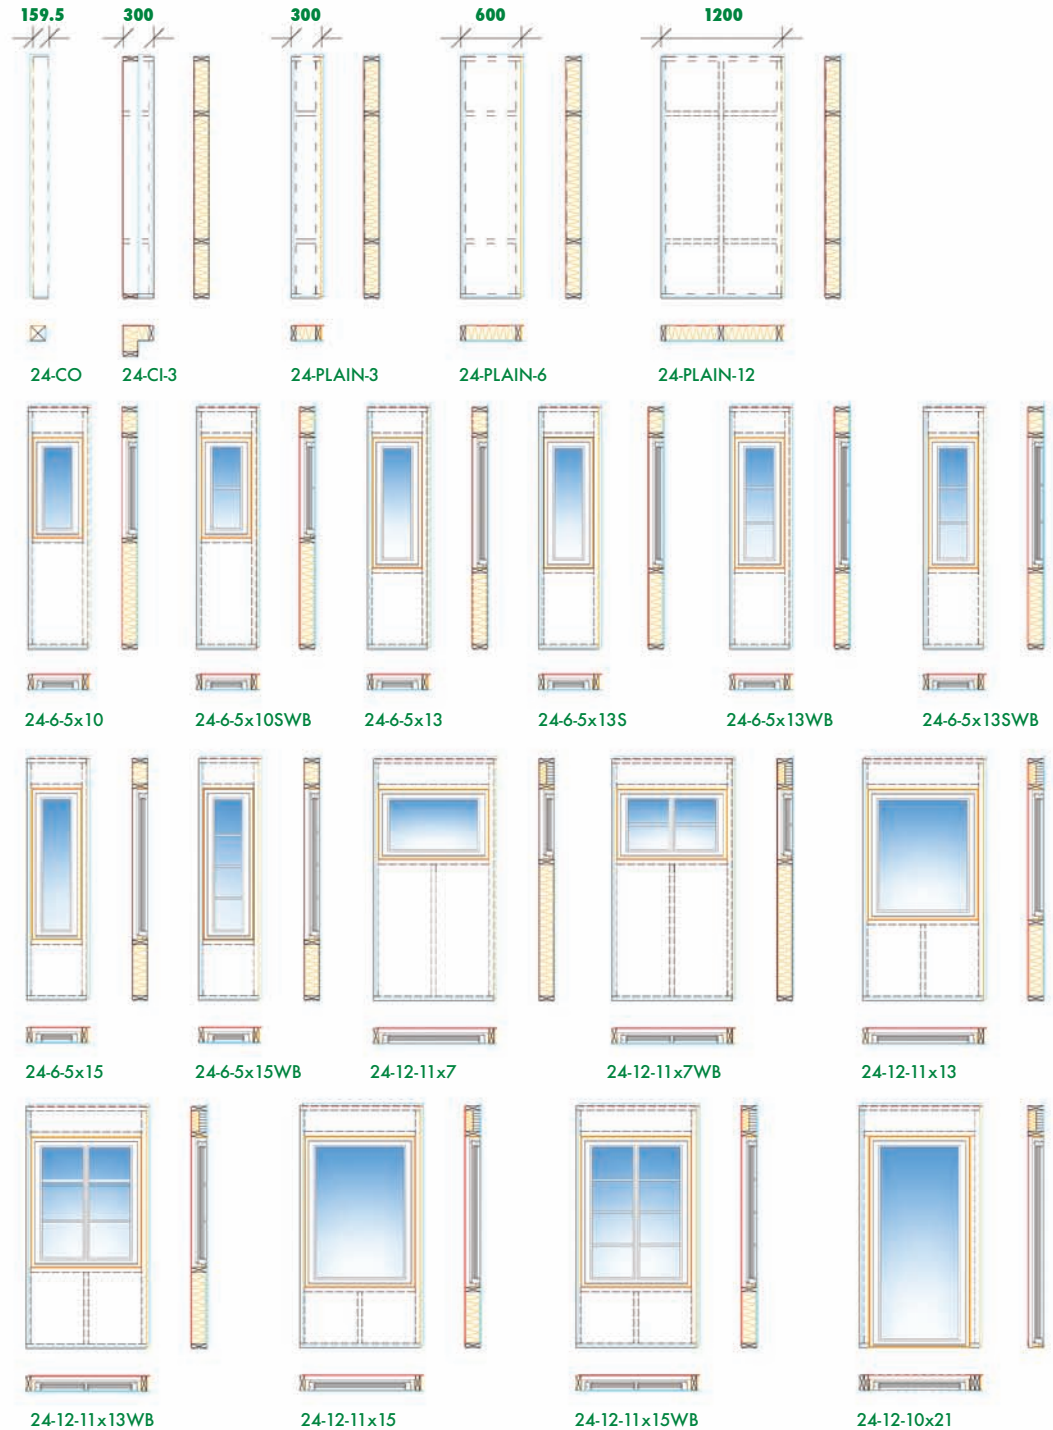 159.5 300 300 600 1200
24-CO 24-CI-3 24-PLAIN-3 24-PLAIN-6 24-PLAIN-12
24-6-5x10 24-6-5x10SWB 24-6-5x13 24-6-5x13S 24-6-5x13WB 24-6-5x13SWB
24-6-5x15 24-6-5x15WB 24-12-11x7 24-12-11x7WB 24-12-11x13
24-12-11x13WB 24-12-11x15 24-12-11x15WB 24-12-10x21